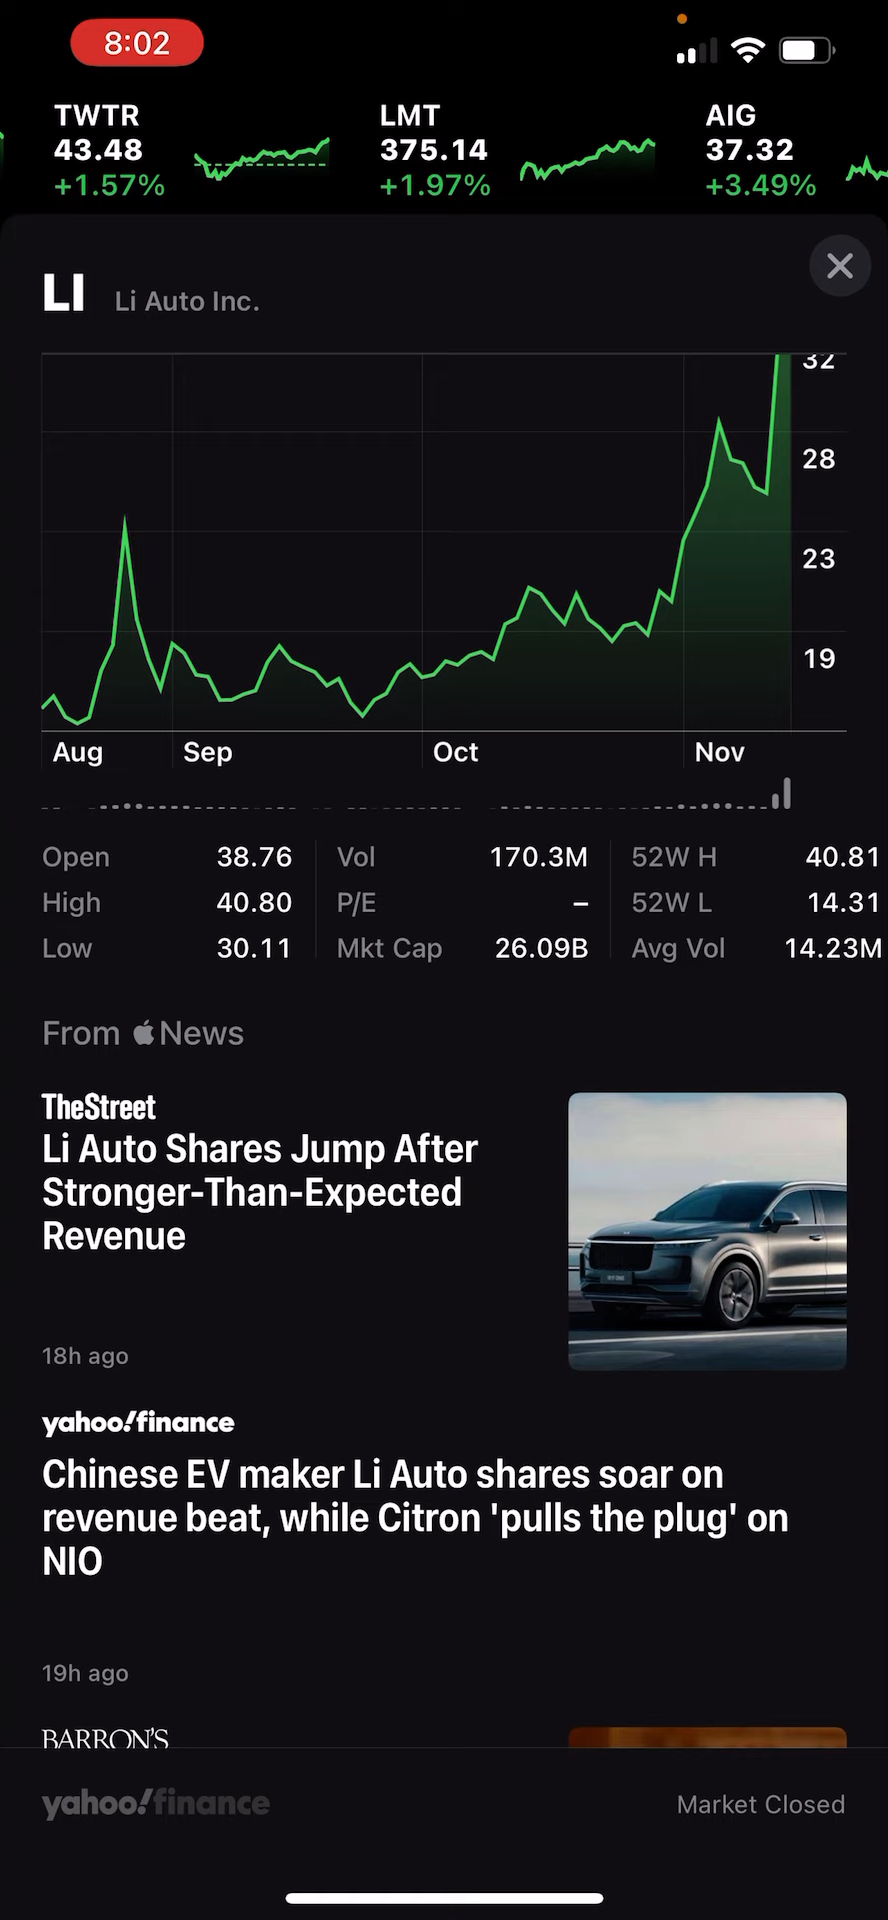 8:02
TWTR
43.48
+1.57%
LMT
375.14
+1.97%
AIG
37.32
+3.49%
LI Li Auto Inc.
32
28
23
19
Aug Sep Oct Nov
Open 38.76 Vol 170.3M 52W H 40.81
High 40.80 P/E – 52W L 14.31
Low 30.11 Mkt Cap 26.09B Avg Vol 14.23M
From News
TheStreet
Li Auto Shares Jump After
Stronger-Than-Expected
Revenue
18h ago
yahoo!finance
Chinese EV maker Li Auto shares soar on
revenue beat, while Citron 'pulls the plug' on
NIO
19h ago
BARRON'S
yahoo!finance Market Closed